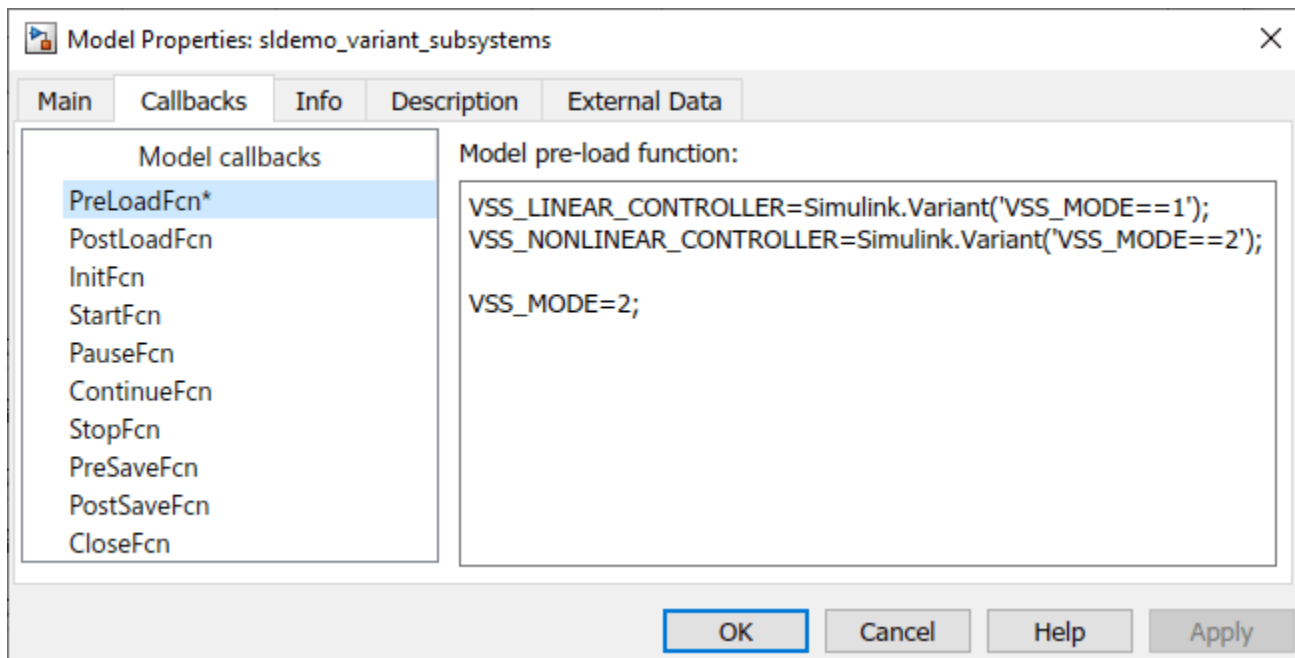 Model Properties: sldemo_variant_subsystems
Main Callbacks Info Description External Data
Model callbacks
PreLoadFcn*
PostLoadFcn
InitFcn
StartFcn
PauseFcn
ContinueFcn
StopFcn
PreSaveFcn
PostSaveFcn
CloseFcn
Model pre-load function:
VSS_LINEAR_CONTROLLER=Simulink.Variant('VSS_MODE==1');
VSS_NONLINEAR_CONTROLLER=Simulink.Variant('VSS_MODE==2');
VSS_MODE=2;
OK Cancel Help Apply